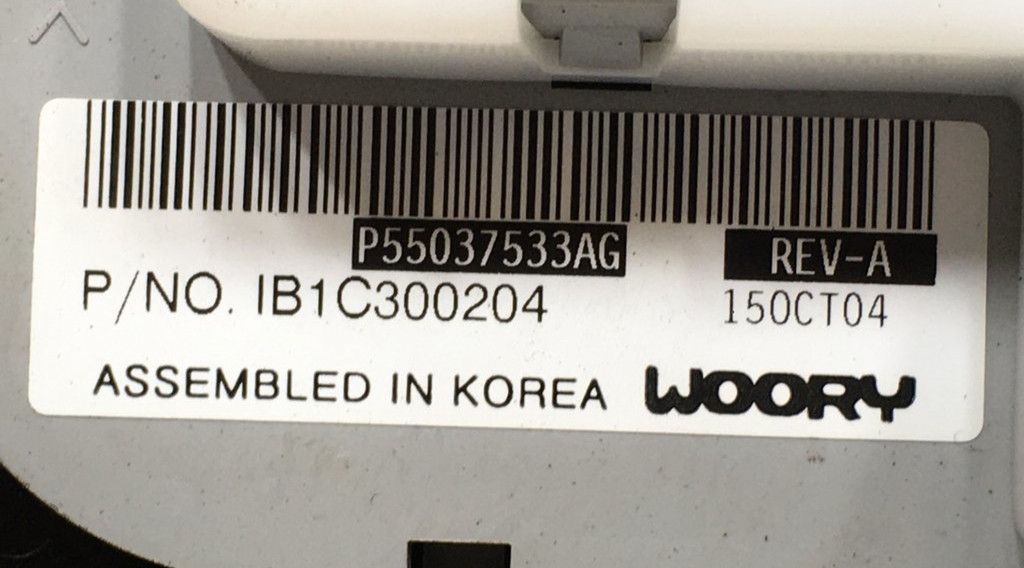 P55037533AG REV-A
P/NO. IB1C300204 15OCT04
ASSEMBLED IN KOREA WOORY